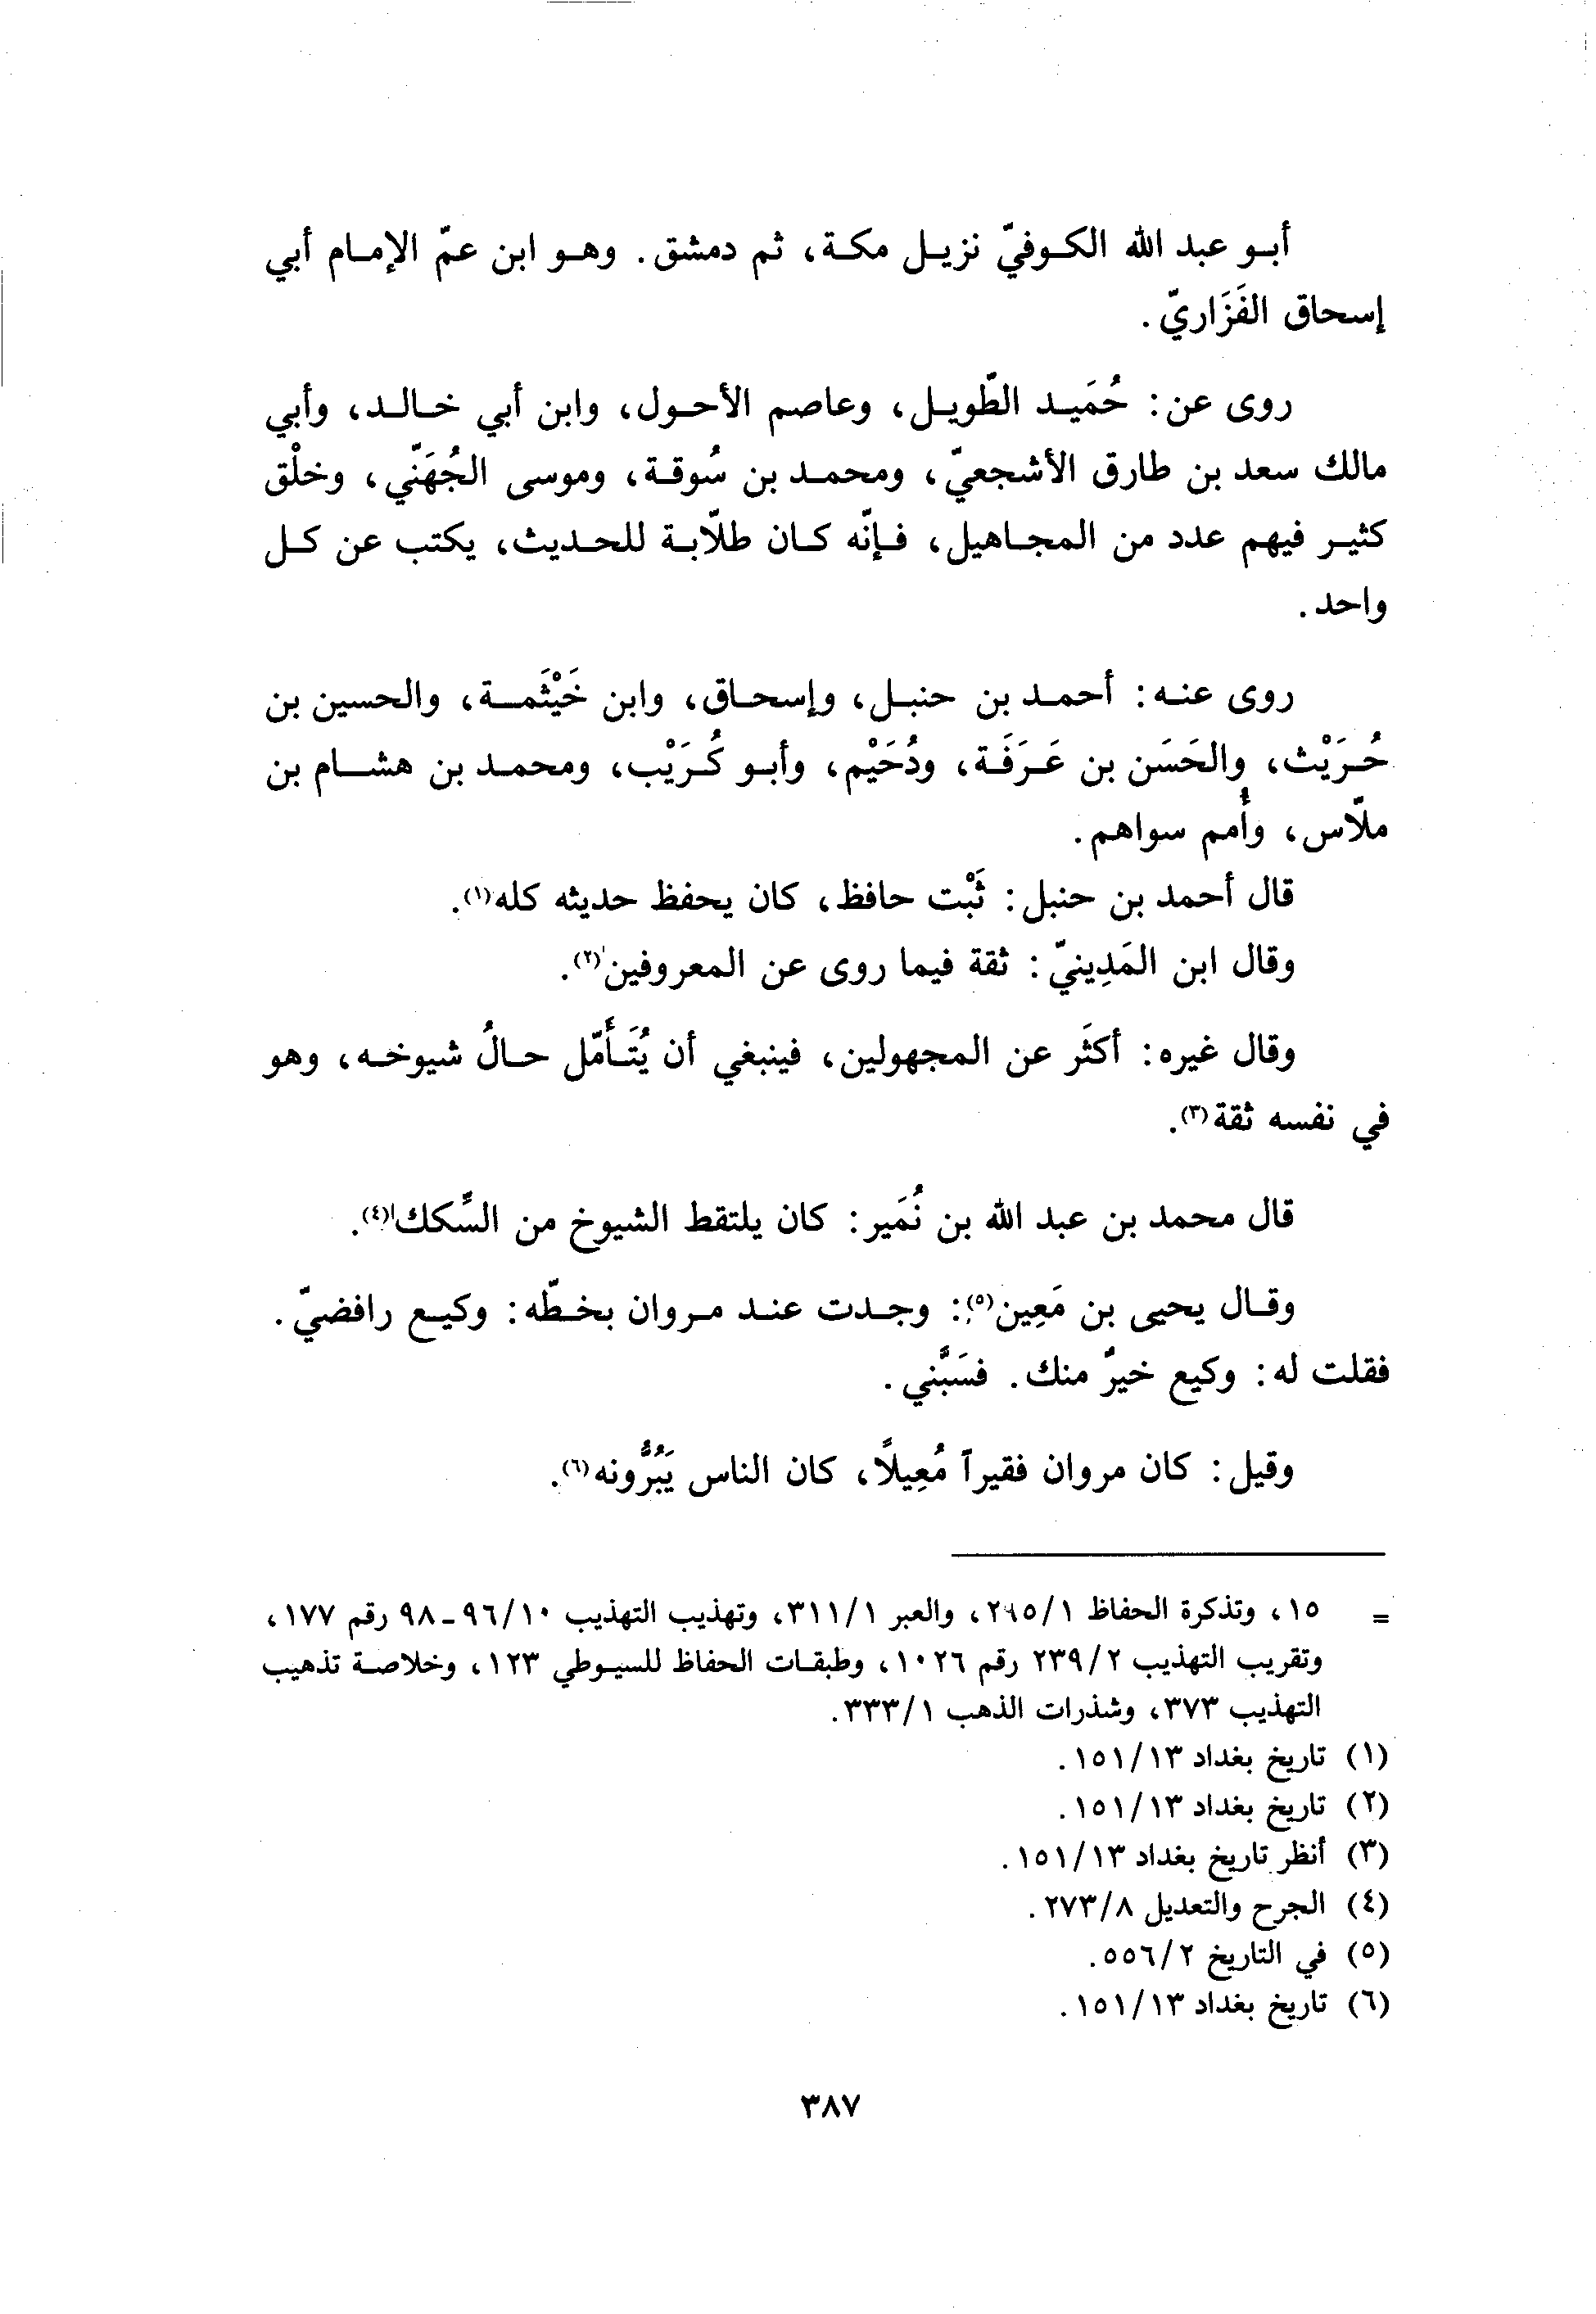 أبو عبد الله الكوفيّ نزيل مكة، ثم دمشق. وهو ابن عمّ الإمام أبي
إسحاق الفَزَاريّ.
روى عن: حُمَيد الطّويل، وعاصم الأحول، وابن أبي خالد، وأبي
مالك سعد بن طارق الأشجعيّ، ومحمد بن سُوقة، وموسى الجُهَنّي، وخلْق
كثير فيهم عدد من المجاهيل، فإنّه كان طلّابة للحديث، يكتب عن كل
واحد.
روى عنه: أحمد بن حنبل، وإسحاق، وابن خَيْثَمة، والحسين بن
حُرَيْث، والحَسَن بن عَرَفَة، ودُحَيْم، وأبو كُرَيْب، ومحمد بن هشام بن
ملّاس، وأُمم سواهم.
قال أحمد بن حنبل: ثَبْت حافظ، كان يحفظ حديثه كله(١).
وقال ابن المَدِينيّ: ثقة فيما روى عن المعروفين(٢).
وقال غيره: أكثَر عن المجهولين، فينبغي أن يُتَأَمّل حالُ شيوخه، وهو
في نفسه ثقة(٣).
قال محمد بن عبد الله بن نُمَير: كان يلتقط الشيوخ من السِّكك(٤).
وقال يحيى بن مَعِين(٥): وجدت عند مروان بخطّه: وكيع رافضيّ.
فقلت له: وكيع خيرٌ منك. فسَبَّني.
وقيل: كان مروان فقيراً مُعِيلاً، كان الناس يَبُرُّونه(٦).
= ١٥، وتذكرة الحفاظ ١/٢٩٥، والعبر ١/٣١١، وتهذيب التهذيب ١٠/٩٦-٩٨ رقم ١٧٧،
وتقريب التهذيب ٢/٢٣٩ رقم ١٠٢٦، وطبقات الحفاظ للسيوطي ١٢٣، وخلاصة تذهيب
التهذيب ٣٧٣، وشذرات الذهب ١/٣٣٣.
(١) تاريخ بغداد ١٣/١٥١.
(٢) تاريخ بغداد ١٣/١٥١.
(٣) أنظر تاريخ بغداد ١٣/١٥١.
(٤) الجرح والتعديل ٨/٢٧٣.
(٥) في التاريخ ٢/٥٥٦.
(٦) تاريخ بغداد ١٣/١٥١.
٣٨٧